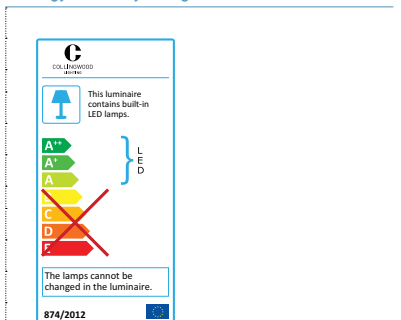 C
COLLINGWOOD
LIGHTING
This luminaire
contains built-in
LED lamps.
A++
A+
A
C
D
L
E
D
The lamps cannot be
changed in the luminaire.
874/2012